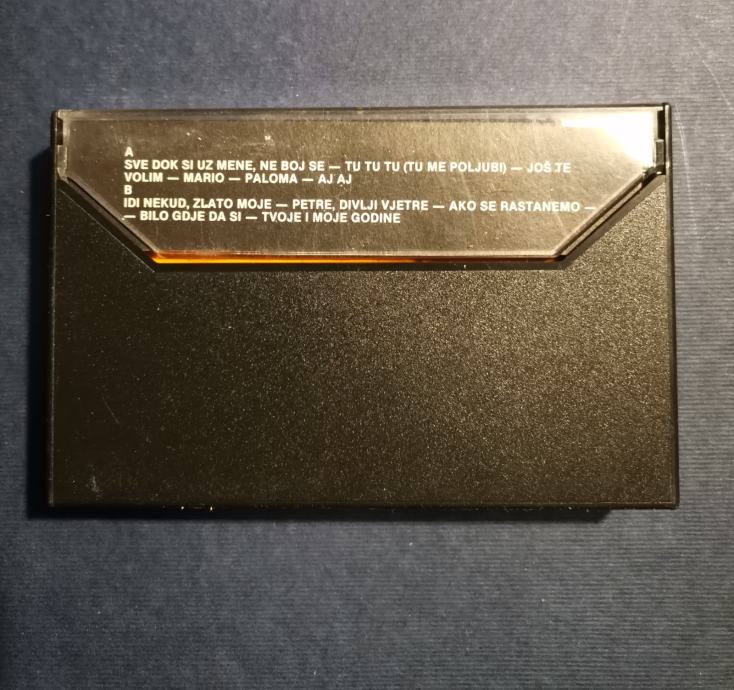 A
SVE DOK SI UZ MENE, NE BOJ SE — TU TU TU (TU ME POLJUBI) — JOŠ TE
VOLIM — MARIO — PALOMA — AJ AJ
B
IDI NEKUD, ZLATO MOJE — PETRE, DIVLJI VJETRE — AKO SE RASTANEMO —
— BILO GDJE DA SI — TVOJE I MOJE GODINE